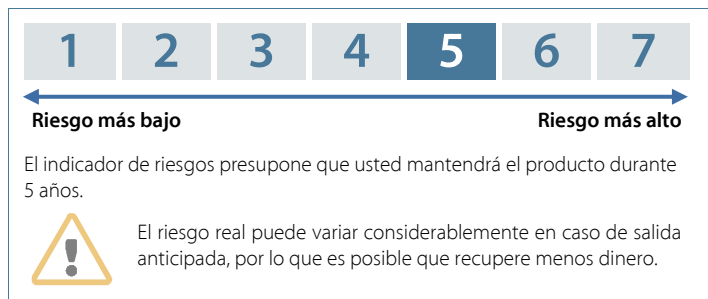 1 2 3 4 5 6 7
Riesgo más bajo Riesgo más alto
El indicador de riesgos presupone que usted mantendrá el producto durante
5 años.
El riesgo real puede variar considerablemente en caso de salida
anticipada, por lo que es posible que recupere menos dinero.